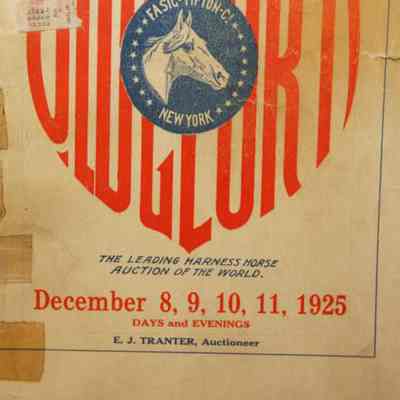 FASIG-TIPTON-CO.
NEW YORK
OLD GLORY
THE LEADING HARNESS HORSE
AUCTION OF THE WORLD.
December 8, 9, 10, 11, 1925
DAYS and EVENINGS
E. J. TRANTER, Auctioneer